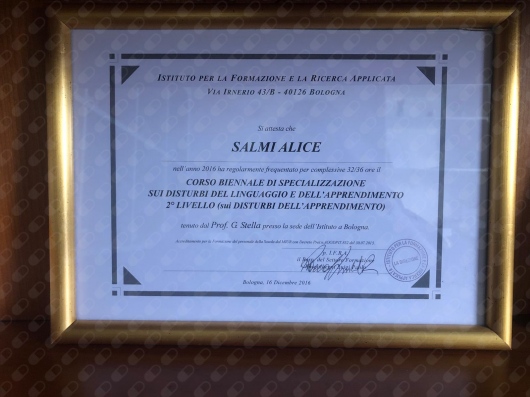 ISTITUTO PER LA FORMAZIONE E LA RICERCA APPLICATA
VIA IRNERIO 43/B - 40126 BOLOGNA
Si attesta che
SALMI ALICE
nell'anno 2016 ha regolarmente frequentato per complessive 32/36 ore il
CORSO BIENNALE DI SPECIALIZZAZIONE
SUI DISTURBI DEL LINGUAGGIO E DELL'APPRENDIMENTO
2° LIVELLO (sui DISTURBI DELL'APPRENDIMENTO)
tenuto dal Prof. G. Stella presso la sede dell'Istituto a Bologna.
p. I.F.R.A.
Bologna, 16 Dicembre 2016